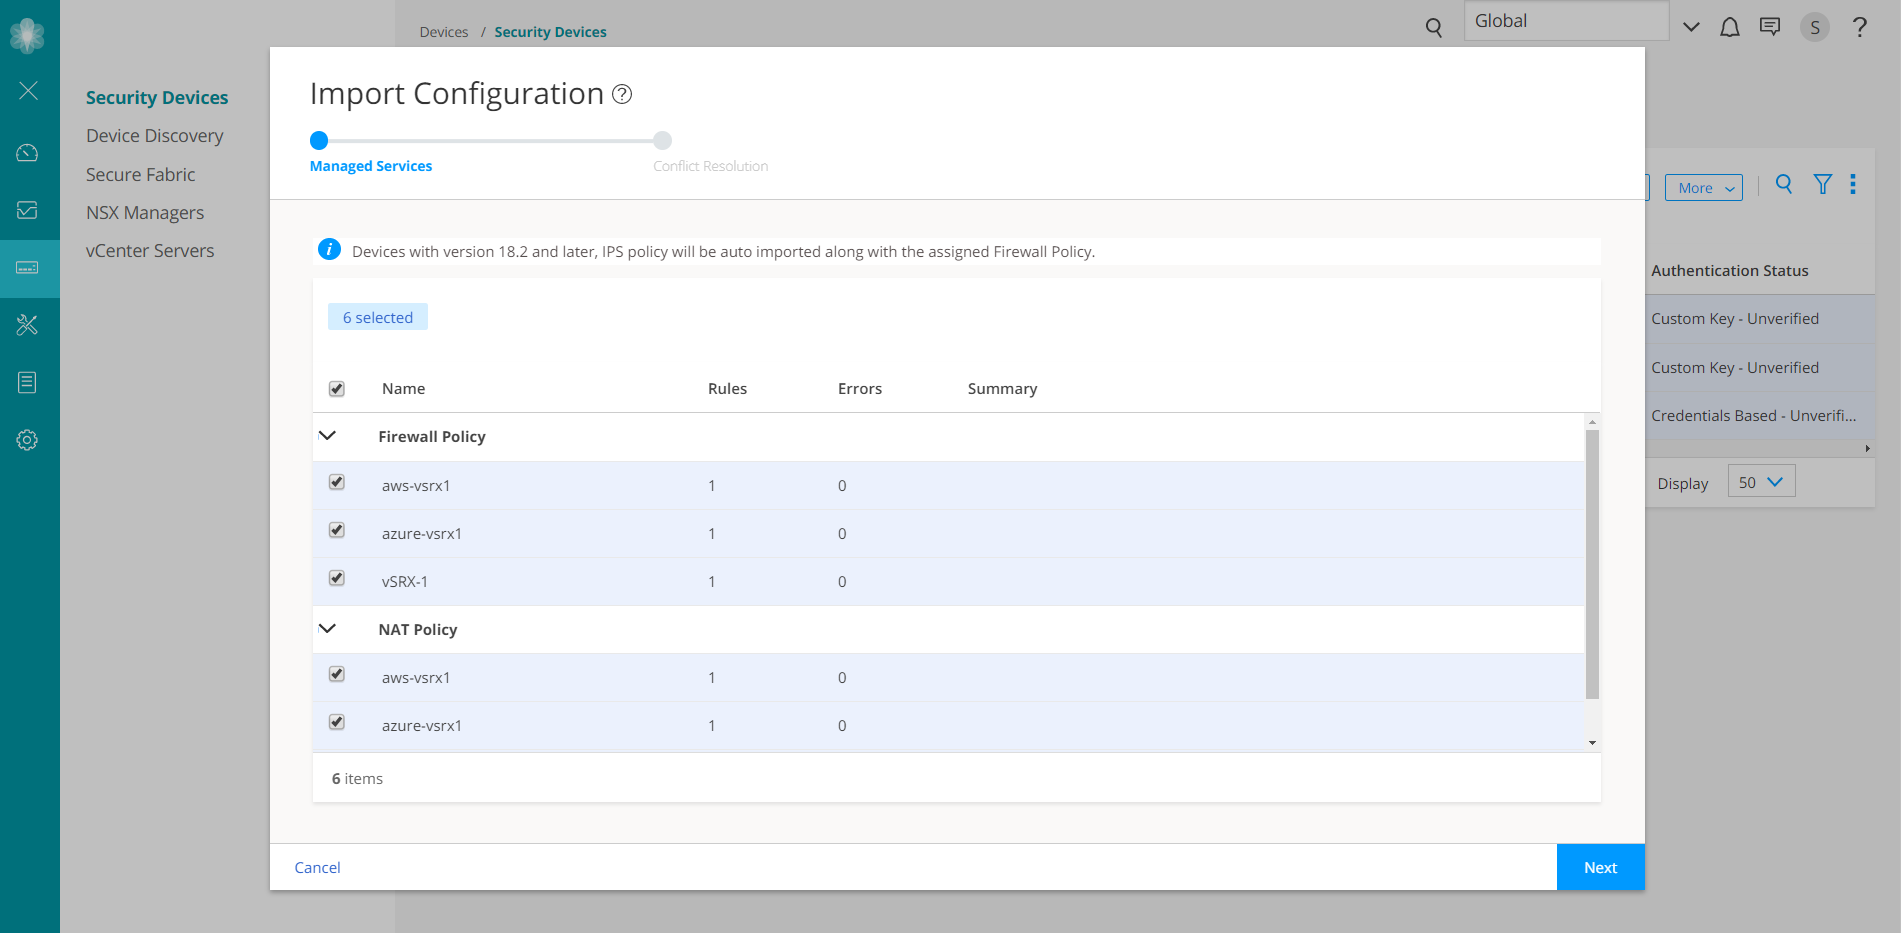 Devices / Security Devices
Global
S
?
Security Devices
Device Discovery
Secure Fabric
NSX Managers
vCenter Servers
Import Configuration ?
Managed Services
Conflict Resolution
More
i Devices with version 18.2 and later, IPS policy will be auto imported along with the assigned Firewall Policy.
6 selected
Name Rules Errors Summary
Firewall Policy
aws-vsrx1 1 0
azure-vsrx1 1 0
vSRX-1 1 0
NAT Policy
aws-vsrx1 1 0
azure-vsrx1 1 0
6 items
Cancel
Next
Authentication Status
Custom Key - Unverified
Custom Key - Unverified
Credentials Based - Unverifi...
Display 50